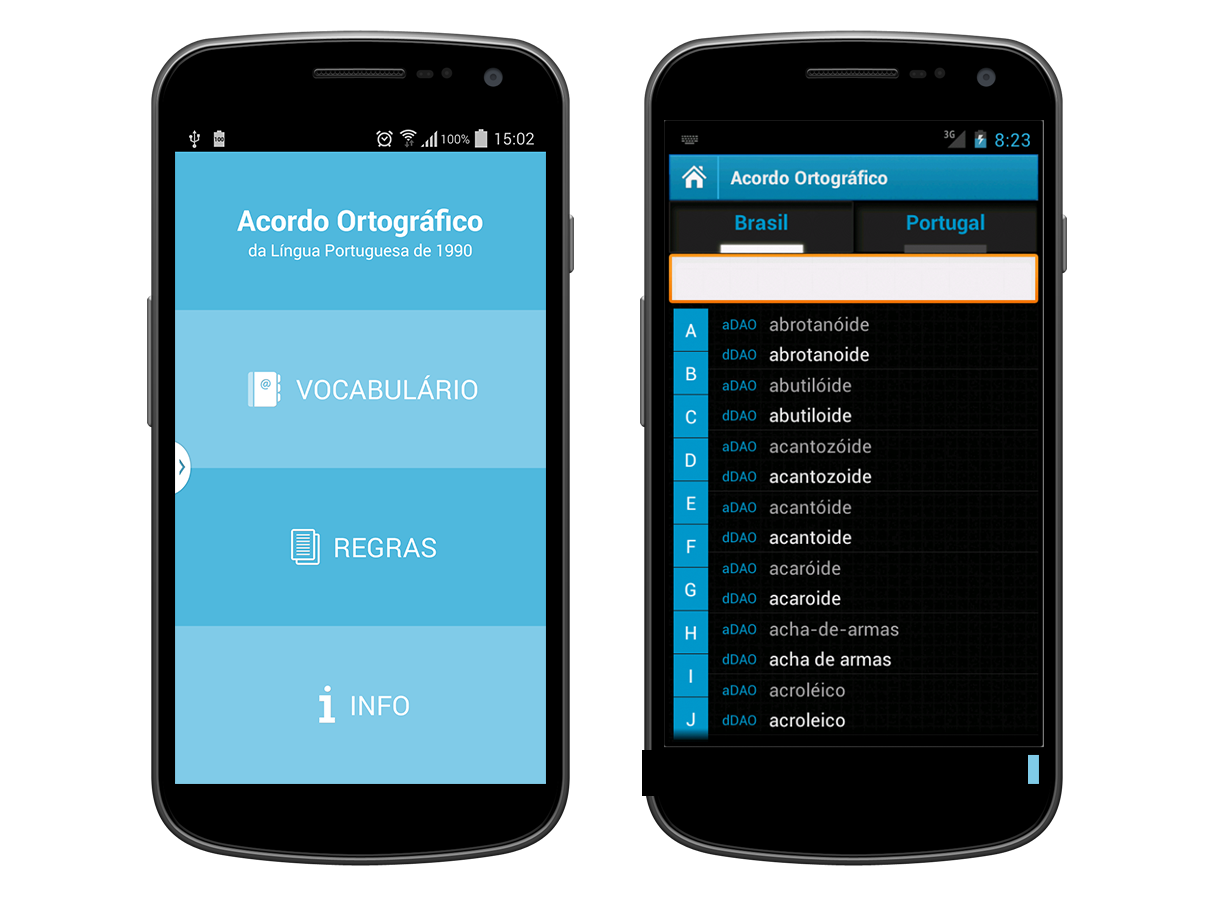 100
100%
15:02
Acordo Ortográfico
da Língua Portuguesa de 1990
@
VOCABULÁRIO
REGRAS
INFO
3G
8:23
Acordo Ortográfico
Brasil
Portugal
A
B
C
D
E
F
G
H
I
J
aDAO abrotanóide
dDAO abrotanoide
aDAO abutilóide
dDAO abutiloide
aDAO acantozóide
dDAO acantozoide
aDAO acantóide
dDAO acantoide
aDAO acaróide
dDAO acaroide
aDAO acha-de-armas
dDAO acha de armas
aDAO acroléico
dDAO acroleico